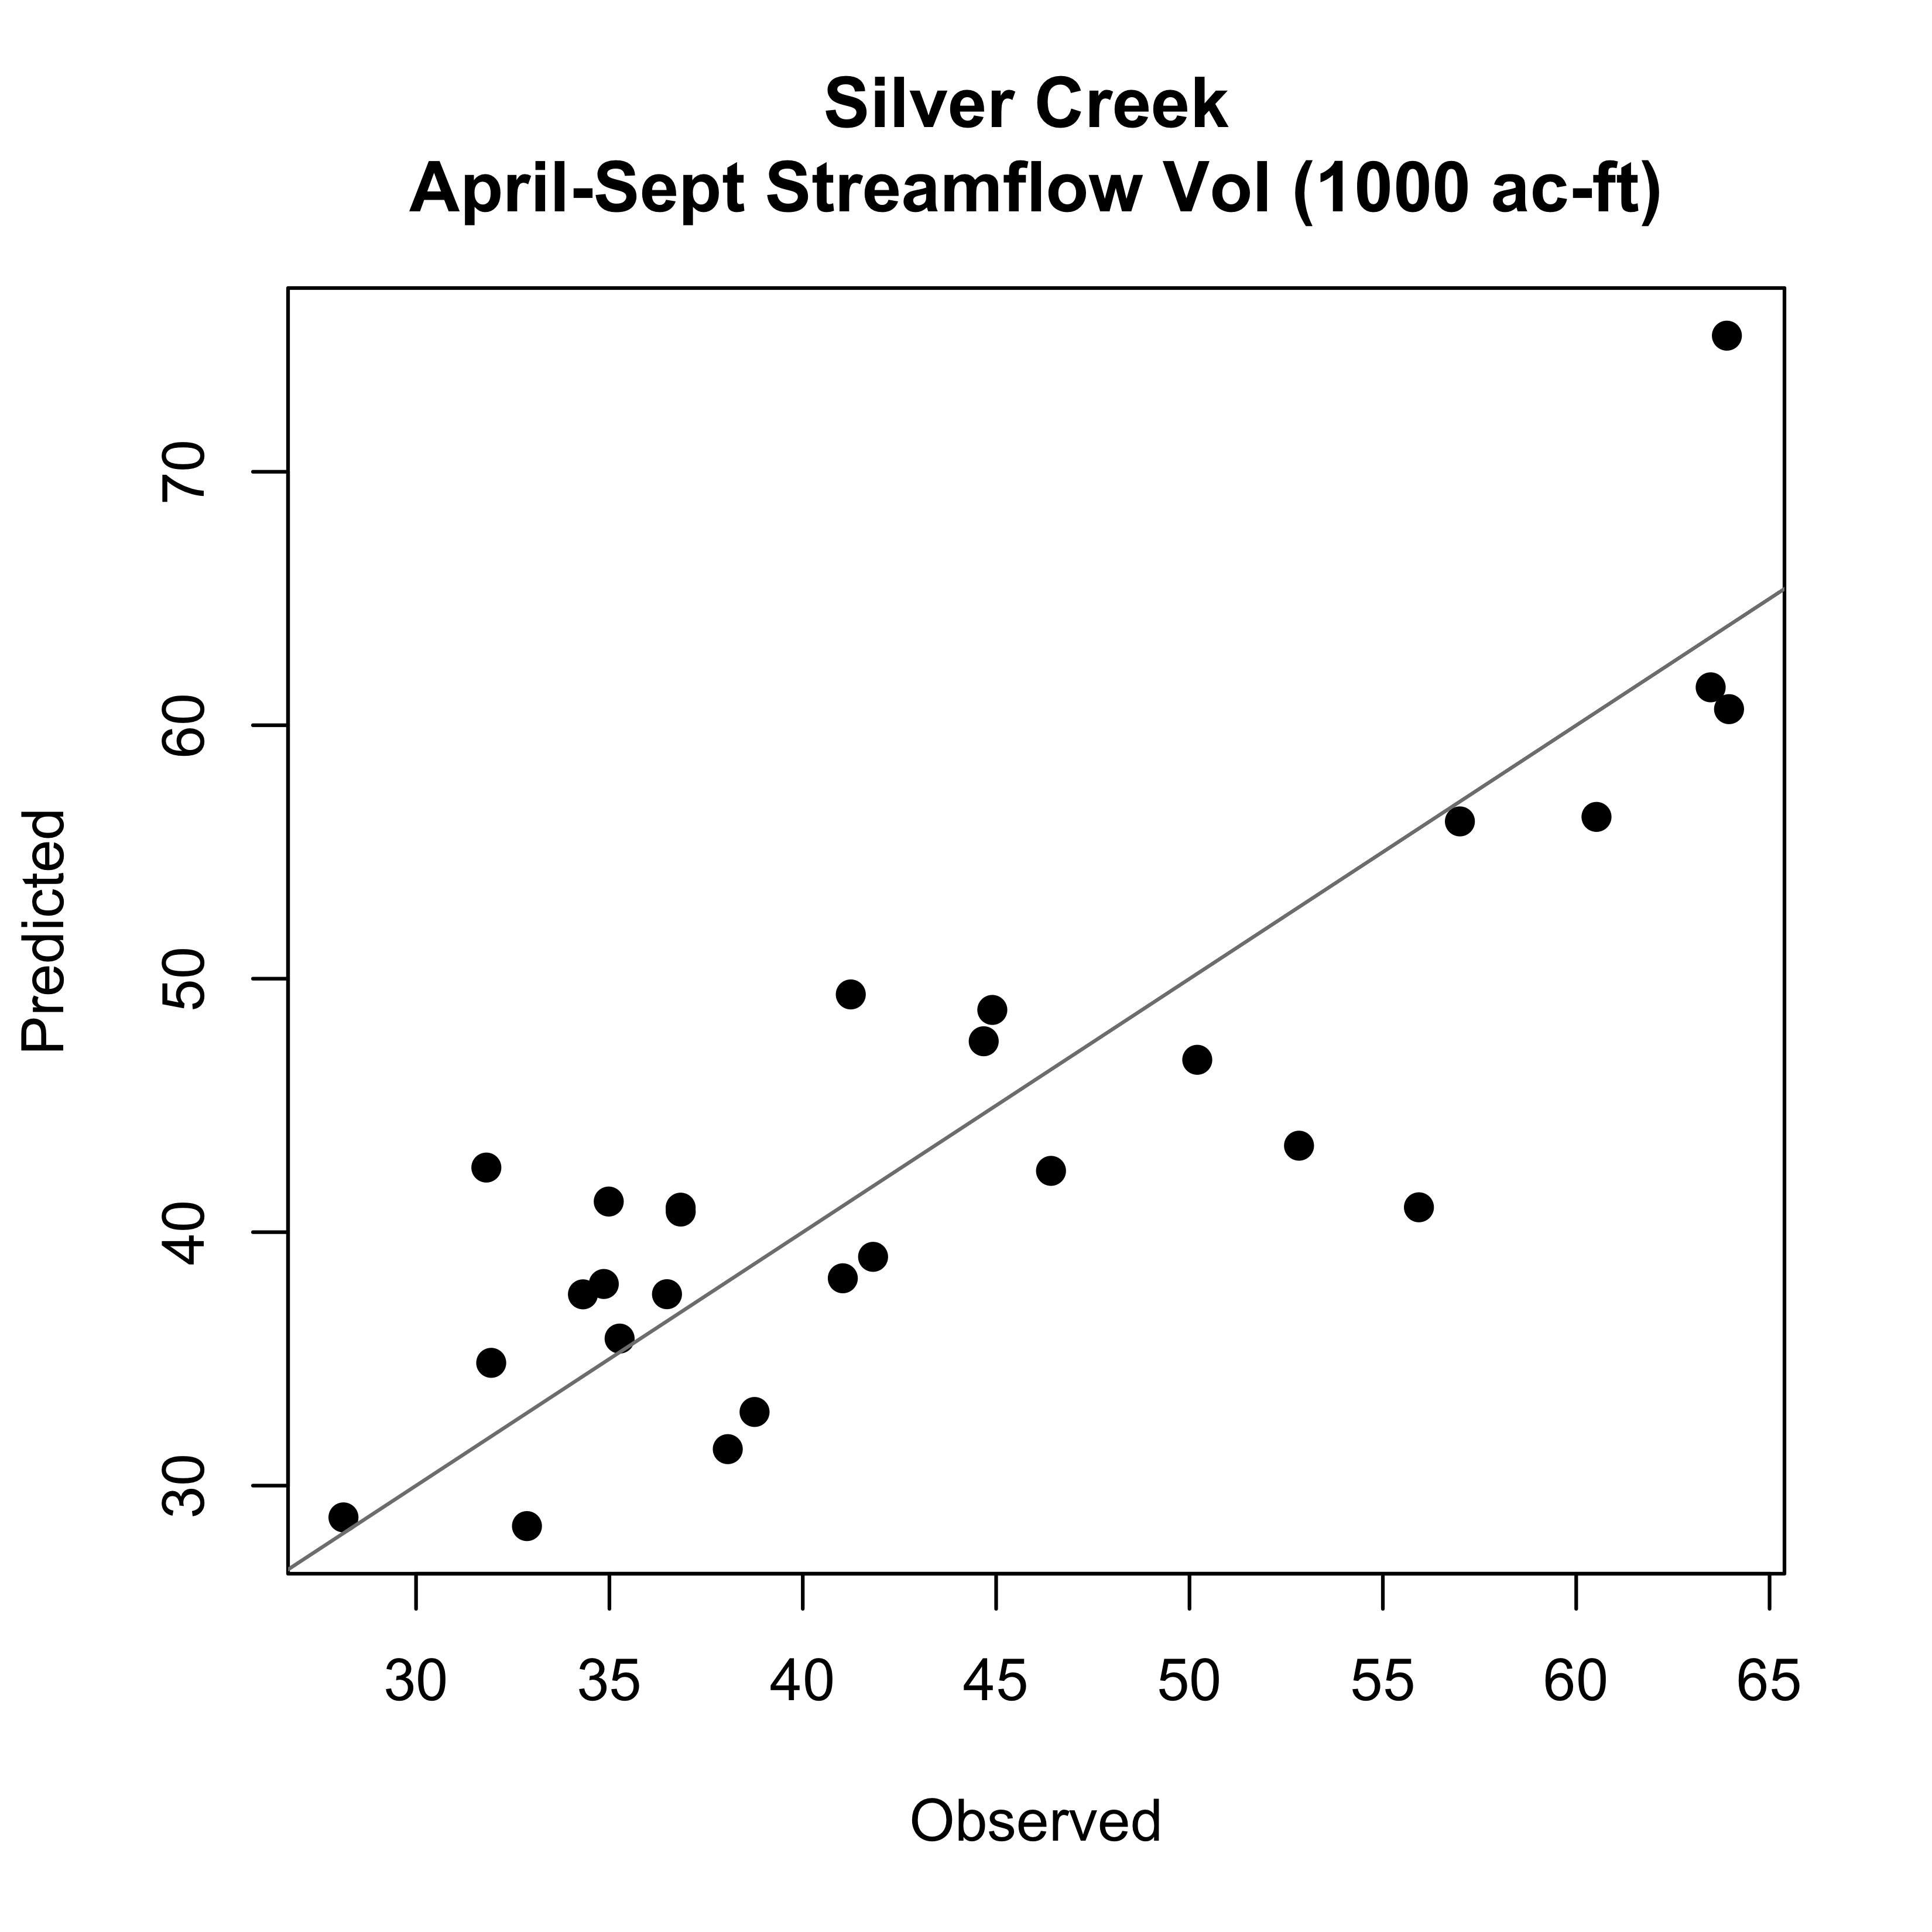 Silver Creek
April-Sept Streamflow Vol (1000 ac-ft)
70
60
50
40
30
Predicted
30 35 40 45 50 55 60 65
Observed